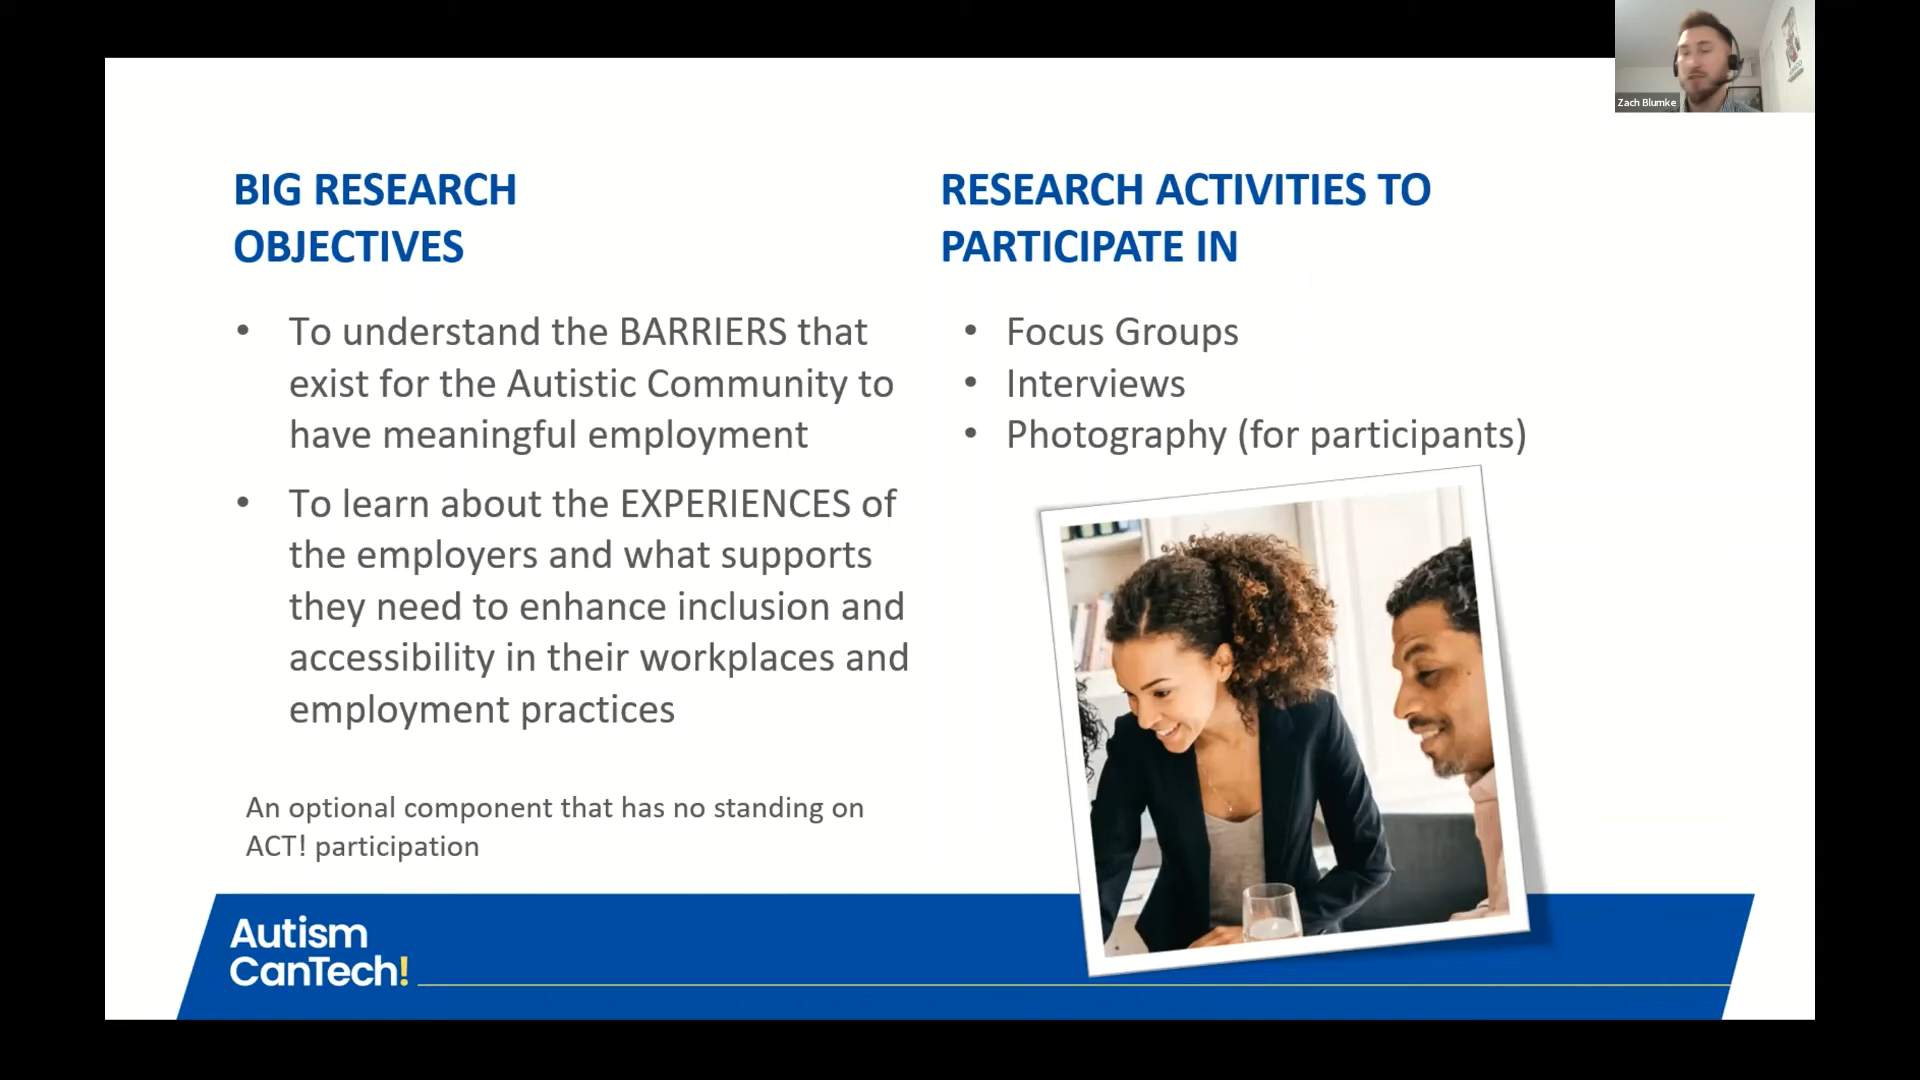 Zach Blumke
BIG RESEARCH
OBJECTIVES
• To understand the BARRIERS that
exist for the Autistic Community to
have meaningful employment
• To learn about the EXPERIENCES of
the employers and what supports
they need to enhance inclusion and
accessibility in their workplaces and
employment practices
An optional component that has no standing on
ACT! participation
RESEARCH ACTIVITIES TO
PARTICIPATE IN
• Focus Groups
• Interviews
• Photography (for participants)
Autism
CanTech!